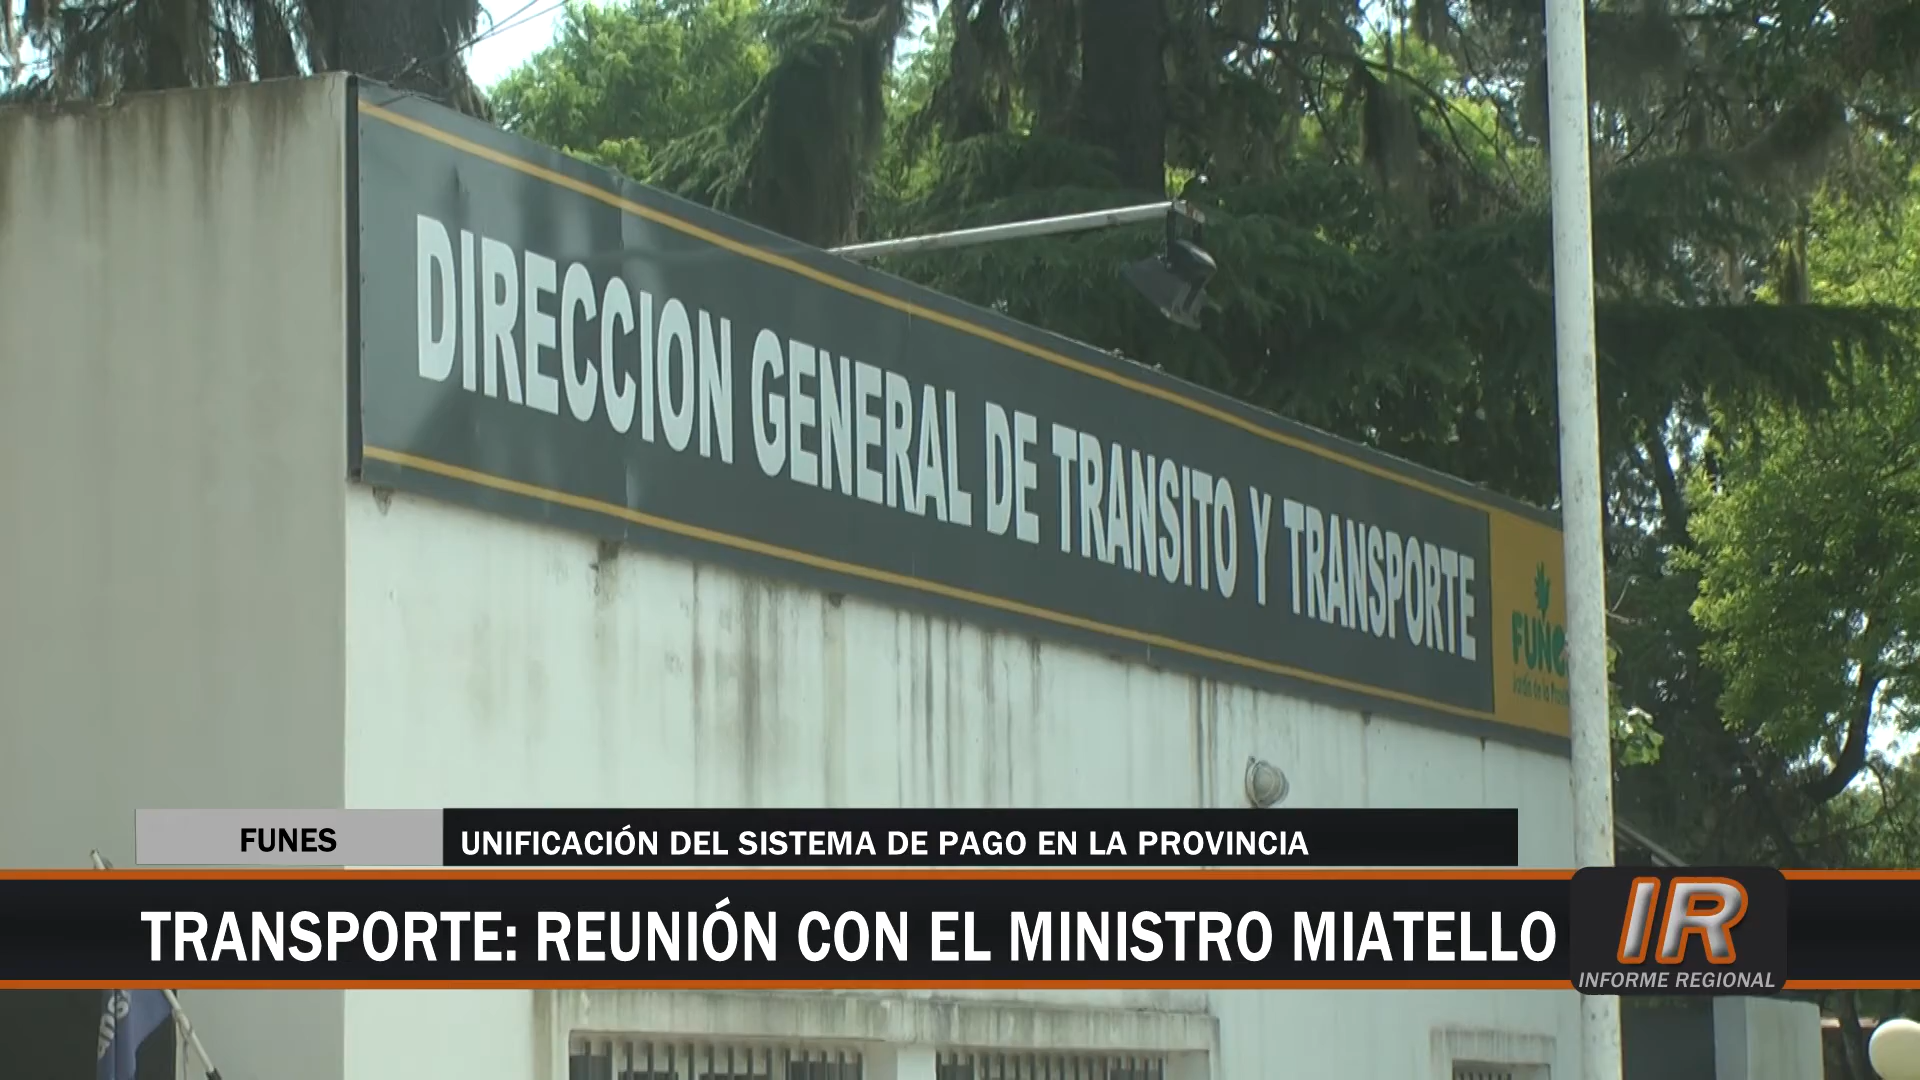 DIRECCION GENERAL DE TRANSITO Y TRANSPORTE
FUNES
UNIFICACIÓN DEL SISTEMA DE PAGO EN LA PROVINCIA
TRANSPORTE: REUNIÓN CON EL MINISTRO MIATELLO
IR
INFORME REGIONAL